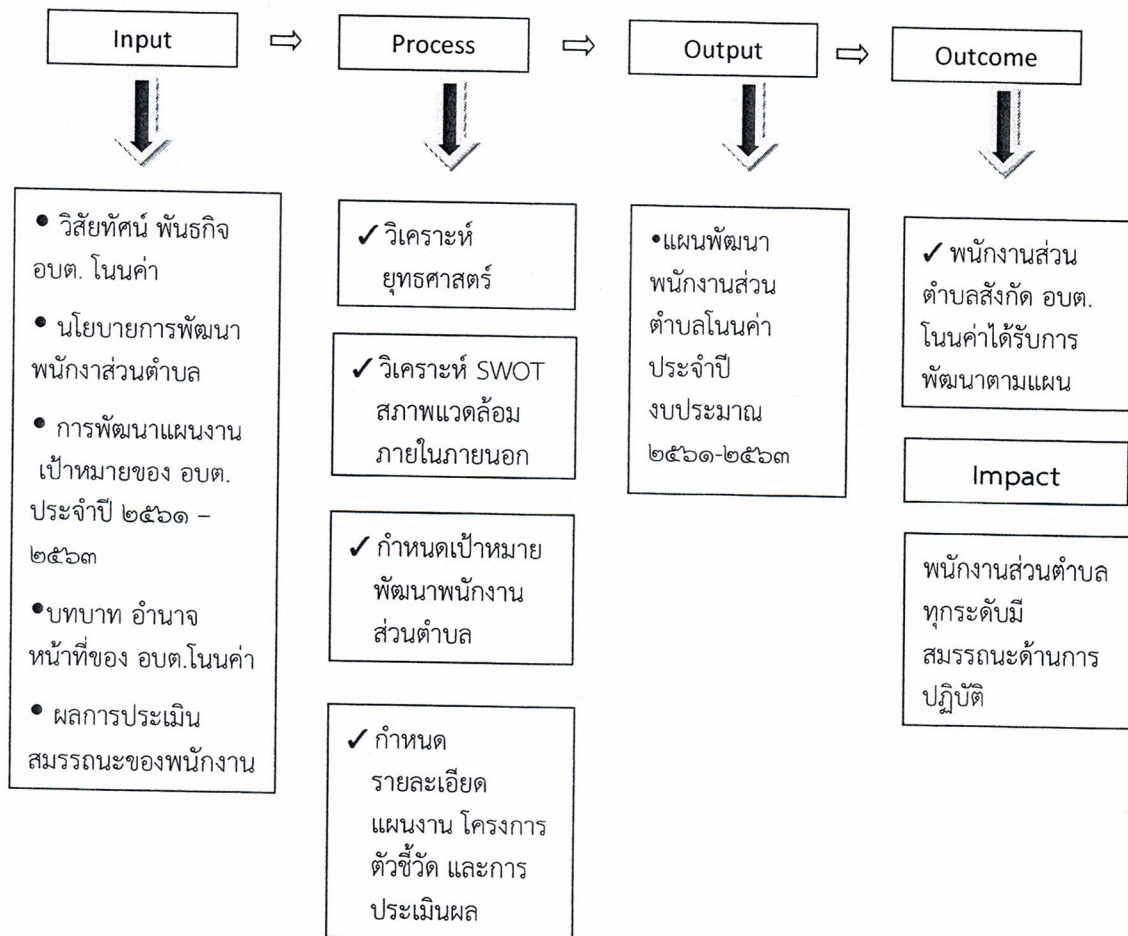 Input
⇨
Process
⇨
Output
⇨
Outcome
● วิสัยทัศน์ พันธกิจ
อบต. โนนค่า
● นโยบายการพัฒนา
พนักงาส่วนตำบล
● การพัฒนาแผนงาน
เป้าหมายของ อบต.
ประจำปี ๒๕๖๑ –
๒๕๖๓
●บทบาท อำนาจ
หน้าที่ของ อบต.โนนค่า
● ผลการประเมิน
สมรรถนะของพนักงาน
✓ วิเคราะห์
ยุทธศาสตร์
✓ วิเคราะห์ SWOT
สภาพแวดล้อม
ภายในภายนอก
✓ กำหนดเป้าหมาย
พัฒนาพนักงาน
ส่วนตำบล
✓ กำหนด
รายละเอียด
แผนงาน โครงการ
ตัวชี้วัด และการ
ประเมินผล
•แผนพัฒนา
พนักงานส่วน
ตำบลโนนค่า
ประจำปี
งบประมาณ
๒๕๖๑-๒๕๖๓
✓ พนักงานส่วน
ตำบลสังกัด อบต.
โนนค่าได้รับการ
พัฒนาตามแผน
Impact
พนักงานส่วนตำบล
ทุกระดับมี
สมรรถนะด้านการ
ปฏิบัติ